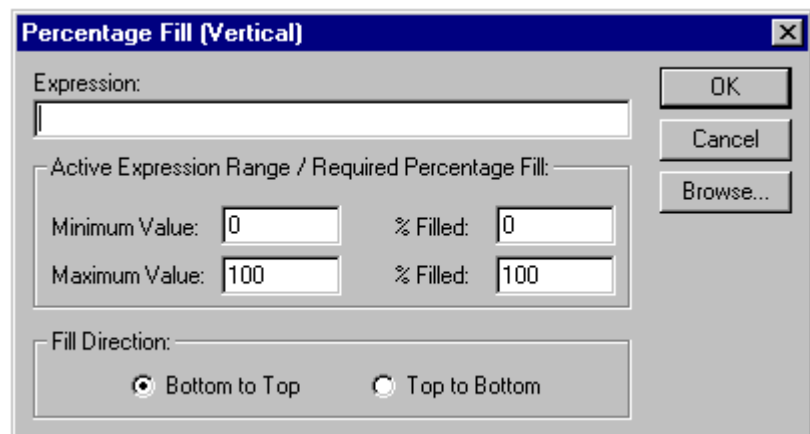 Percentage Fill (Vertical)
Expression:
OK
Cancel
Browse...
Active Expression Range / Required Percentage Fill:
Minimum Value: 0 % Filled: 0
Maximum Value: 100 % Filled: 100
Fill Direction:
Bottom to Top Top to Bottom